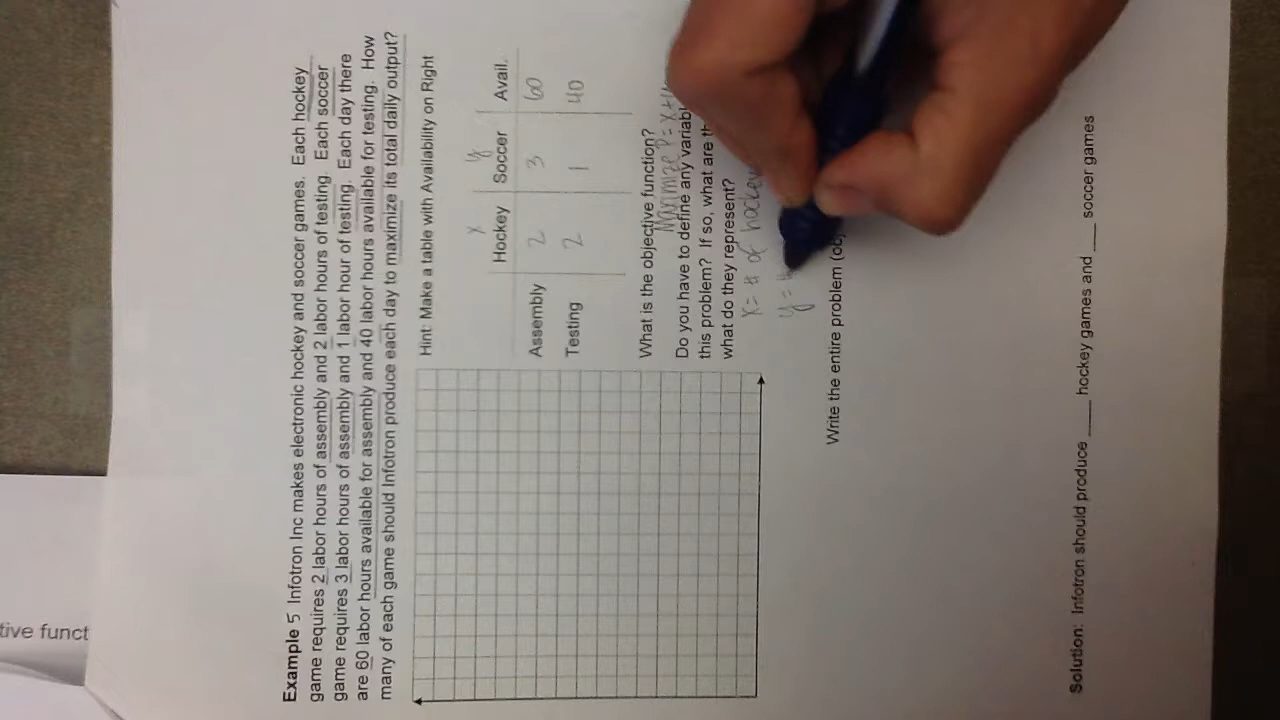 tive funct
Example 5 Infotron Inc makes electronic hockey and soccer games. Each hockey
game requires 2 labor hours of assembly and 2 labor hours of testing. Each soccer
game requires 3 labor hours of assembly and 1 labor hour of testing. Each day there
are 60 labor hours available for assembly and 40 labor hours available for testing. How
many of each game should Infotron produce each day to maximize its total daily output?
Hint: Make a table with Availability on Right
x y
Hockey Soccer Avail.
Assembly 2 3 60
Testing 2 1 40
What is the objective function?
Maximize P = x +
Do you have to define any variabl
this problem? If so, what are th
what do they represent?
x = # of hockey
y = #
Write the entire problem (obj
Solution: Infotron should produce ____ hockey games and ____ soccer games